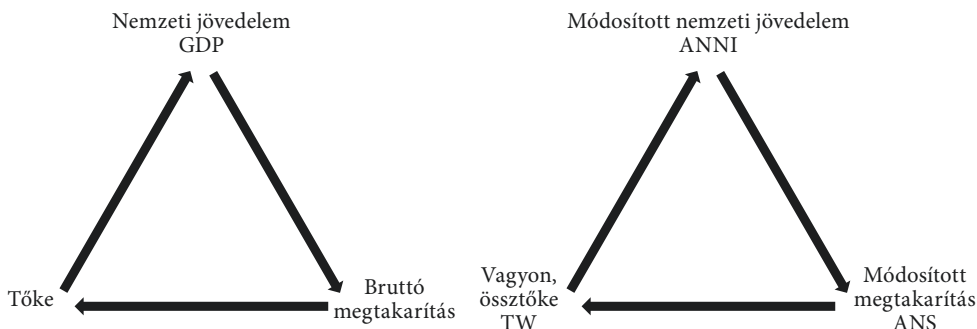 Nemzeti jövedelem
GDP
Tőke
Bruttó
megtakarítás
Módosított nemzeti jövedelem
ANNI
Vagyon,
össztőke
TW
Módosított
megtakarítás
ANS